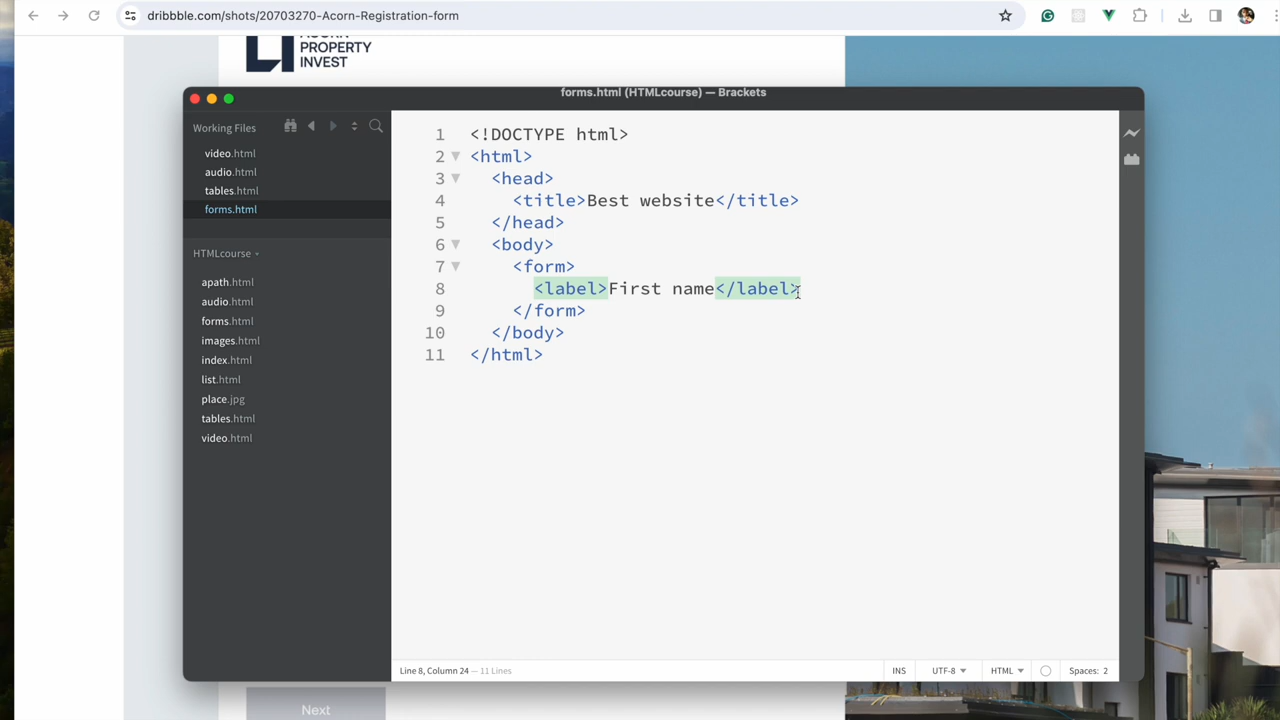 dribbble.com/shots/20703270-Acorn-Registration-form
PROPERTY
INVEST
forms.html (HTMLcourse) — Brackets
Working Files
video.html
audio.html
tables.html
forms.html
HTMLcourse
apath.html
audio.html
forms.html
images.html
index.html
list.html
place.jpg
tables.html
video.html
1 <!DOCTYPE html>
2 <html>
3 <head>
4 <title>Best website</title>
5 </head>
6 <body>
7 <form>
8 <label>First name</label>
9 </form>
10 </body>
11 </html>
Line 8, Column 24 — 11 Lines
INS UTF-8 HTML Spaces: 2
Next